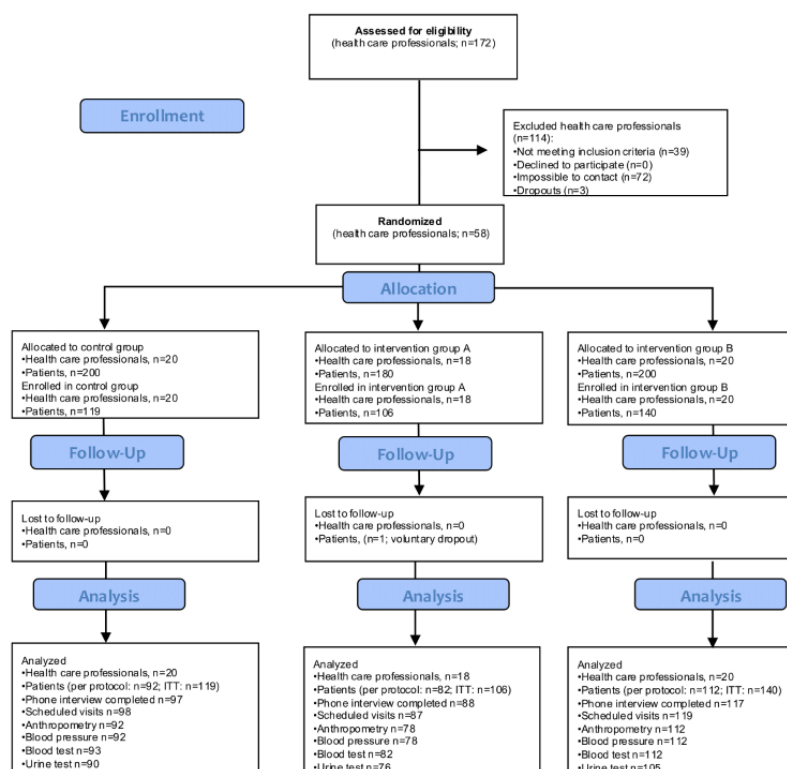 Assessed for eligibility
(health care professionals; n=172)
Enrollment
Excluded health care professionals
(n=114):
•Not meeting inclusion criteria (n=39)
•Declined to participate (n=0)
•Impossible to contact (n=72)
•Dropouts (n=3)
Randomized
(health care professionals; n=58)
Allocation
Allocated to control group
•Health care professionals, n=20
•Patients, n=200
Enrolled in control group
•Health care professionals, n=20
•Patients, n=119
Allocated to intervention group A
•Health care professionals, n=18
•Patients, n=180
Enrolled in intervention group A
•Health care professionals, n=18
•Patients, n=106
Allocated to intervention group B
•Health care professionals, n=20
•Patients, n=200
Enrolled in intervention group B
•Health care professionals, n=20
•Patients, n=140
Follow-Up
Follow-Up
Follow-Up
Lost to follow-up
•Health care professionals, n=0
•Patients, n=0
Lost to follow-up
•Health care professionals, n=0
•Patients, (n=1; voluntary dropout)
Lost to follow-up
•Health care professionals, n=0
•Patients, n=0
Analysis
Analysis
Analysis
Analyzed
•Health care professionals, n=20
•Patients (per protocol: n=92; ITT: n=119)
•Phone interview completed n=97
•Scheduled visits n=98
•Anthropometry n=92
•Blood pressure n=92
•Blood test n=93
•Urine test n=90
Analyzed
•Health care professionals, n=18
•Patients (per protocol: n=82; ITT: n=106)
•Phone interview completed n=88
•Scheduled visits n=87
•Anthropometry n=78
•Blood pressure n=78
•Blood test n=82
•Urine test n=76
Analyzed
•Health care professionals, n=20
•Patients (per protocol: n=112; ITT: n=140)
•Phone interview completed n=117
•Scheduled visits n=119
•Anthropometry n=112
•Blood pressure n=112
•Blood test n=112
•Urine test n=105